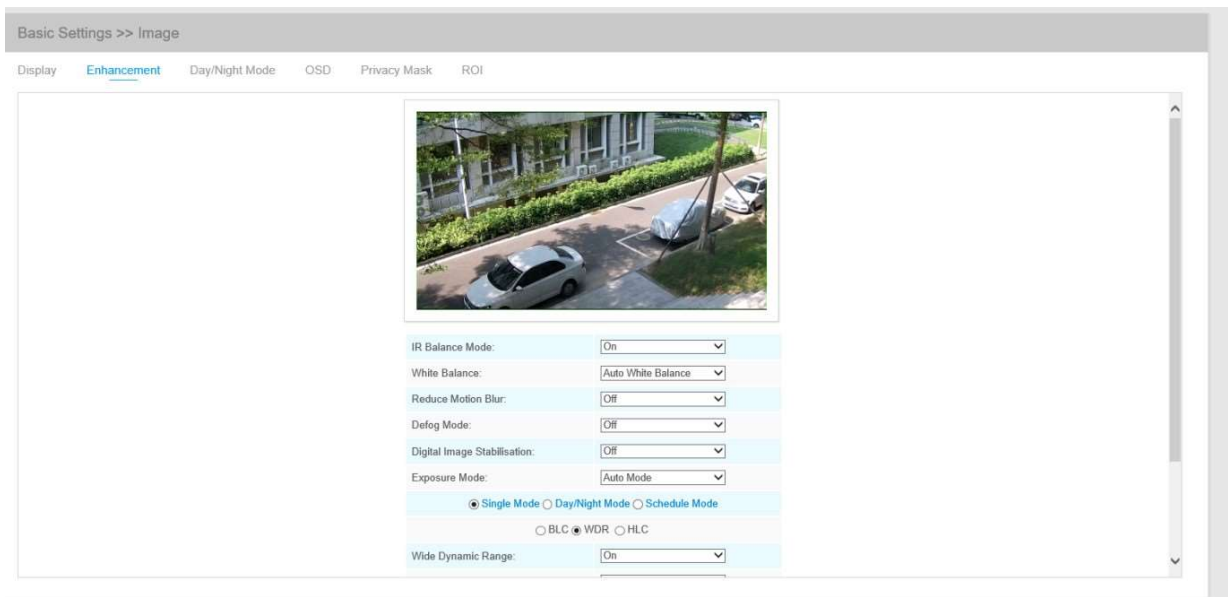 Basic Settings >> Image
Display Enhancement Day/Night Mode OSD Privacy Mask ROI
IR Balance Mode: On
White Balance: Auto White Balance
Reduce Motion Blur: Off
Defog Mode: Off
Digital Image Stabilisation: Off
Exposure Mode: Auto Mode
Single Mode Day/Night Mode Schedule Mode
BLC WDR HLC
Wide Dynamic Range: On